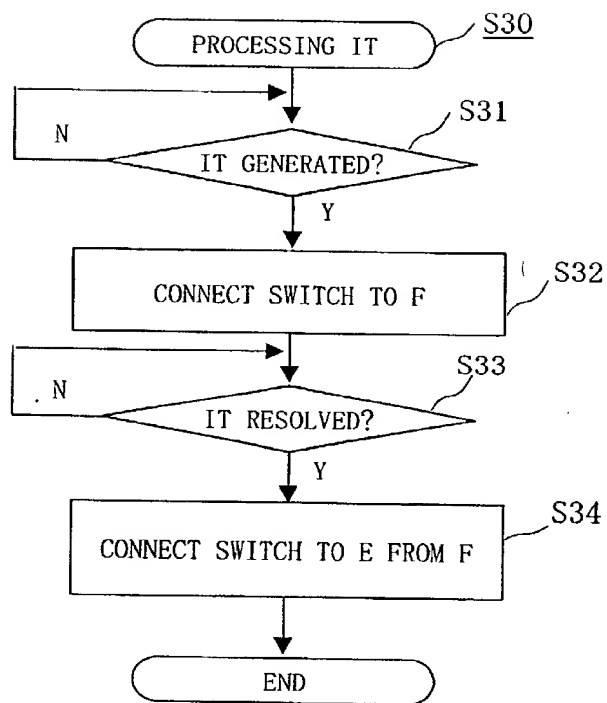 PROCESSING IT
S30
S31
N
IT GENERATED?
Y
CONNECT SWITCH TO F
S32
N
S33
IT RESOLVED?
Y
CONNECT SWITCH TO E FROM F
S34
END